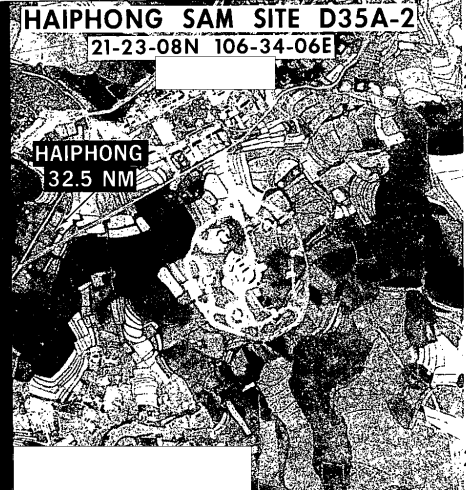 HAIPHONG SAM SITE D35A-2
21-23-08N 106-34-06E
HAIPHONG
32.5 NM